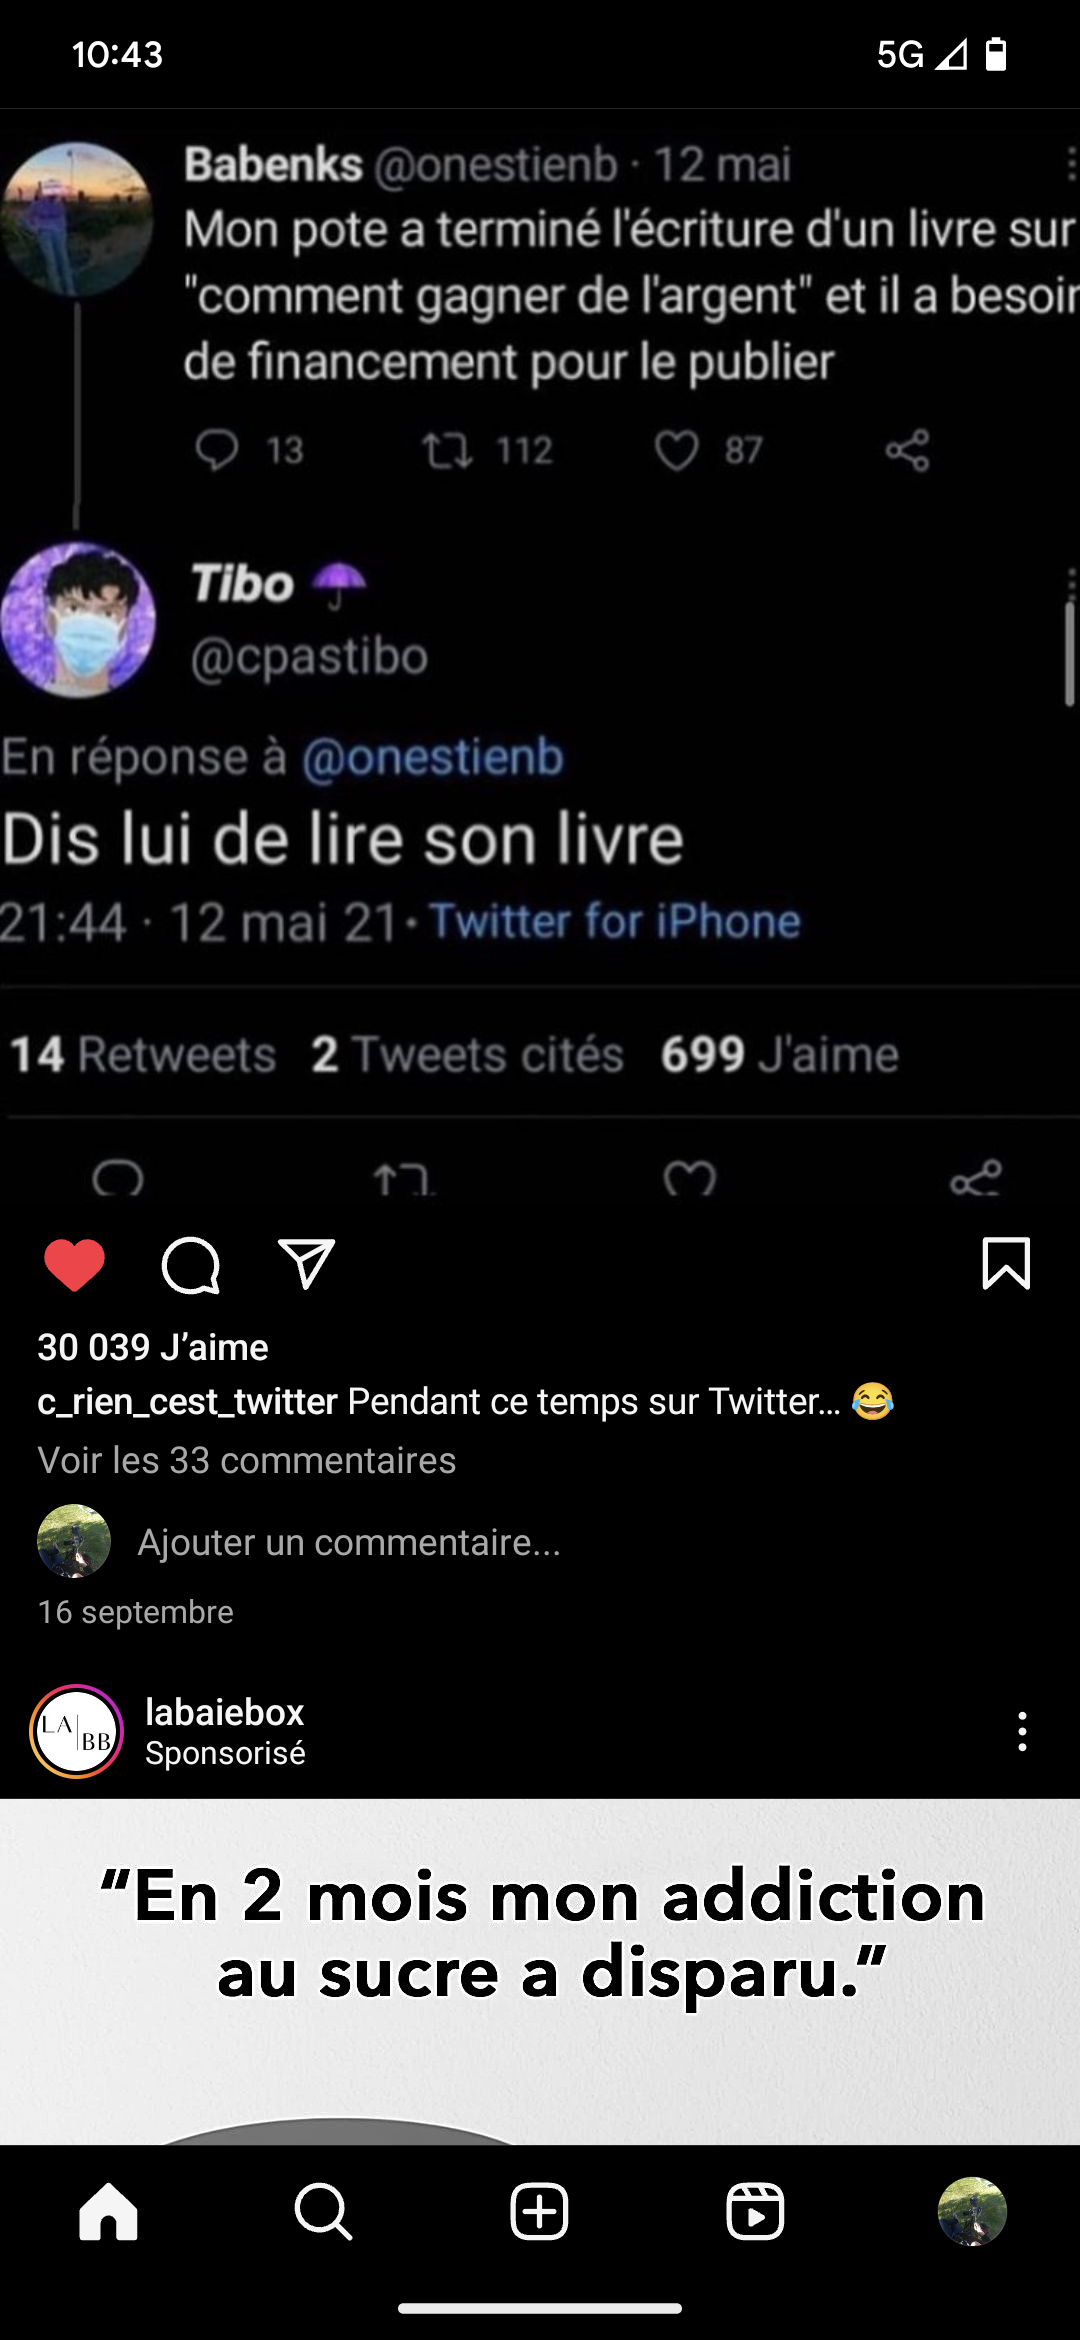 10:43
5G
Babenks @onestienb · 12 mai
Mon pote a terminé l'écriture d'un livre sur
"comment gagner de l'argent" et il a besoin
de financement pour le publier
13 112 87
Tibo ☂
@cpastibo
En réponse à @onestienb
Dis lui de lire son livre
21:44 · 12 mai 21 · Twitter for iPhone
14 Retweets 2 Tweets cités 699 J'aime
30 039 J’aime
c_rien_cest_twitter Pendant ce temps sur Twitter... 😂
Voir les 33 commentaires
Ajouter un commentaire...
16 septembre
LA
BB
labaiebox
Sponsorisé
“En 2 mois mon addiction
au sucre a disparu.”